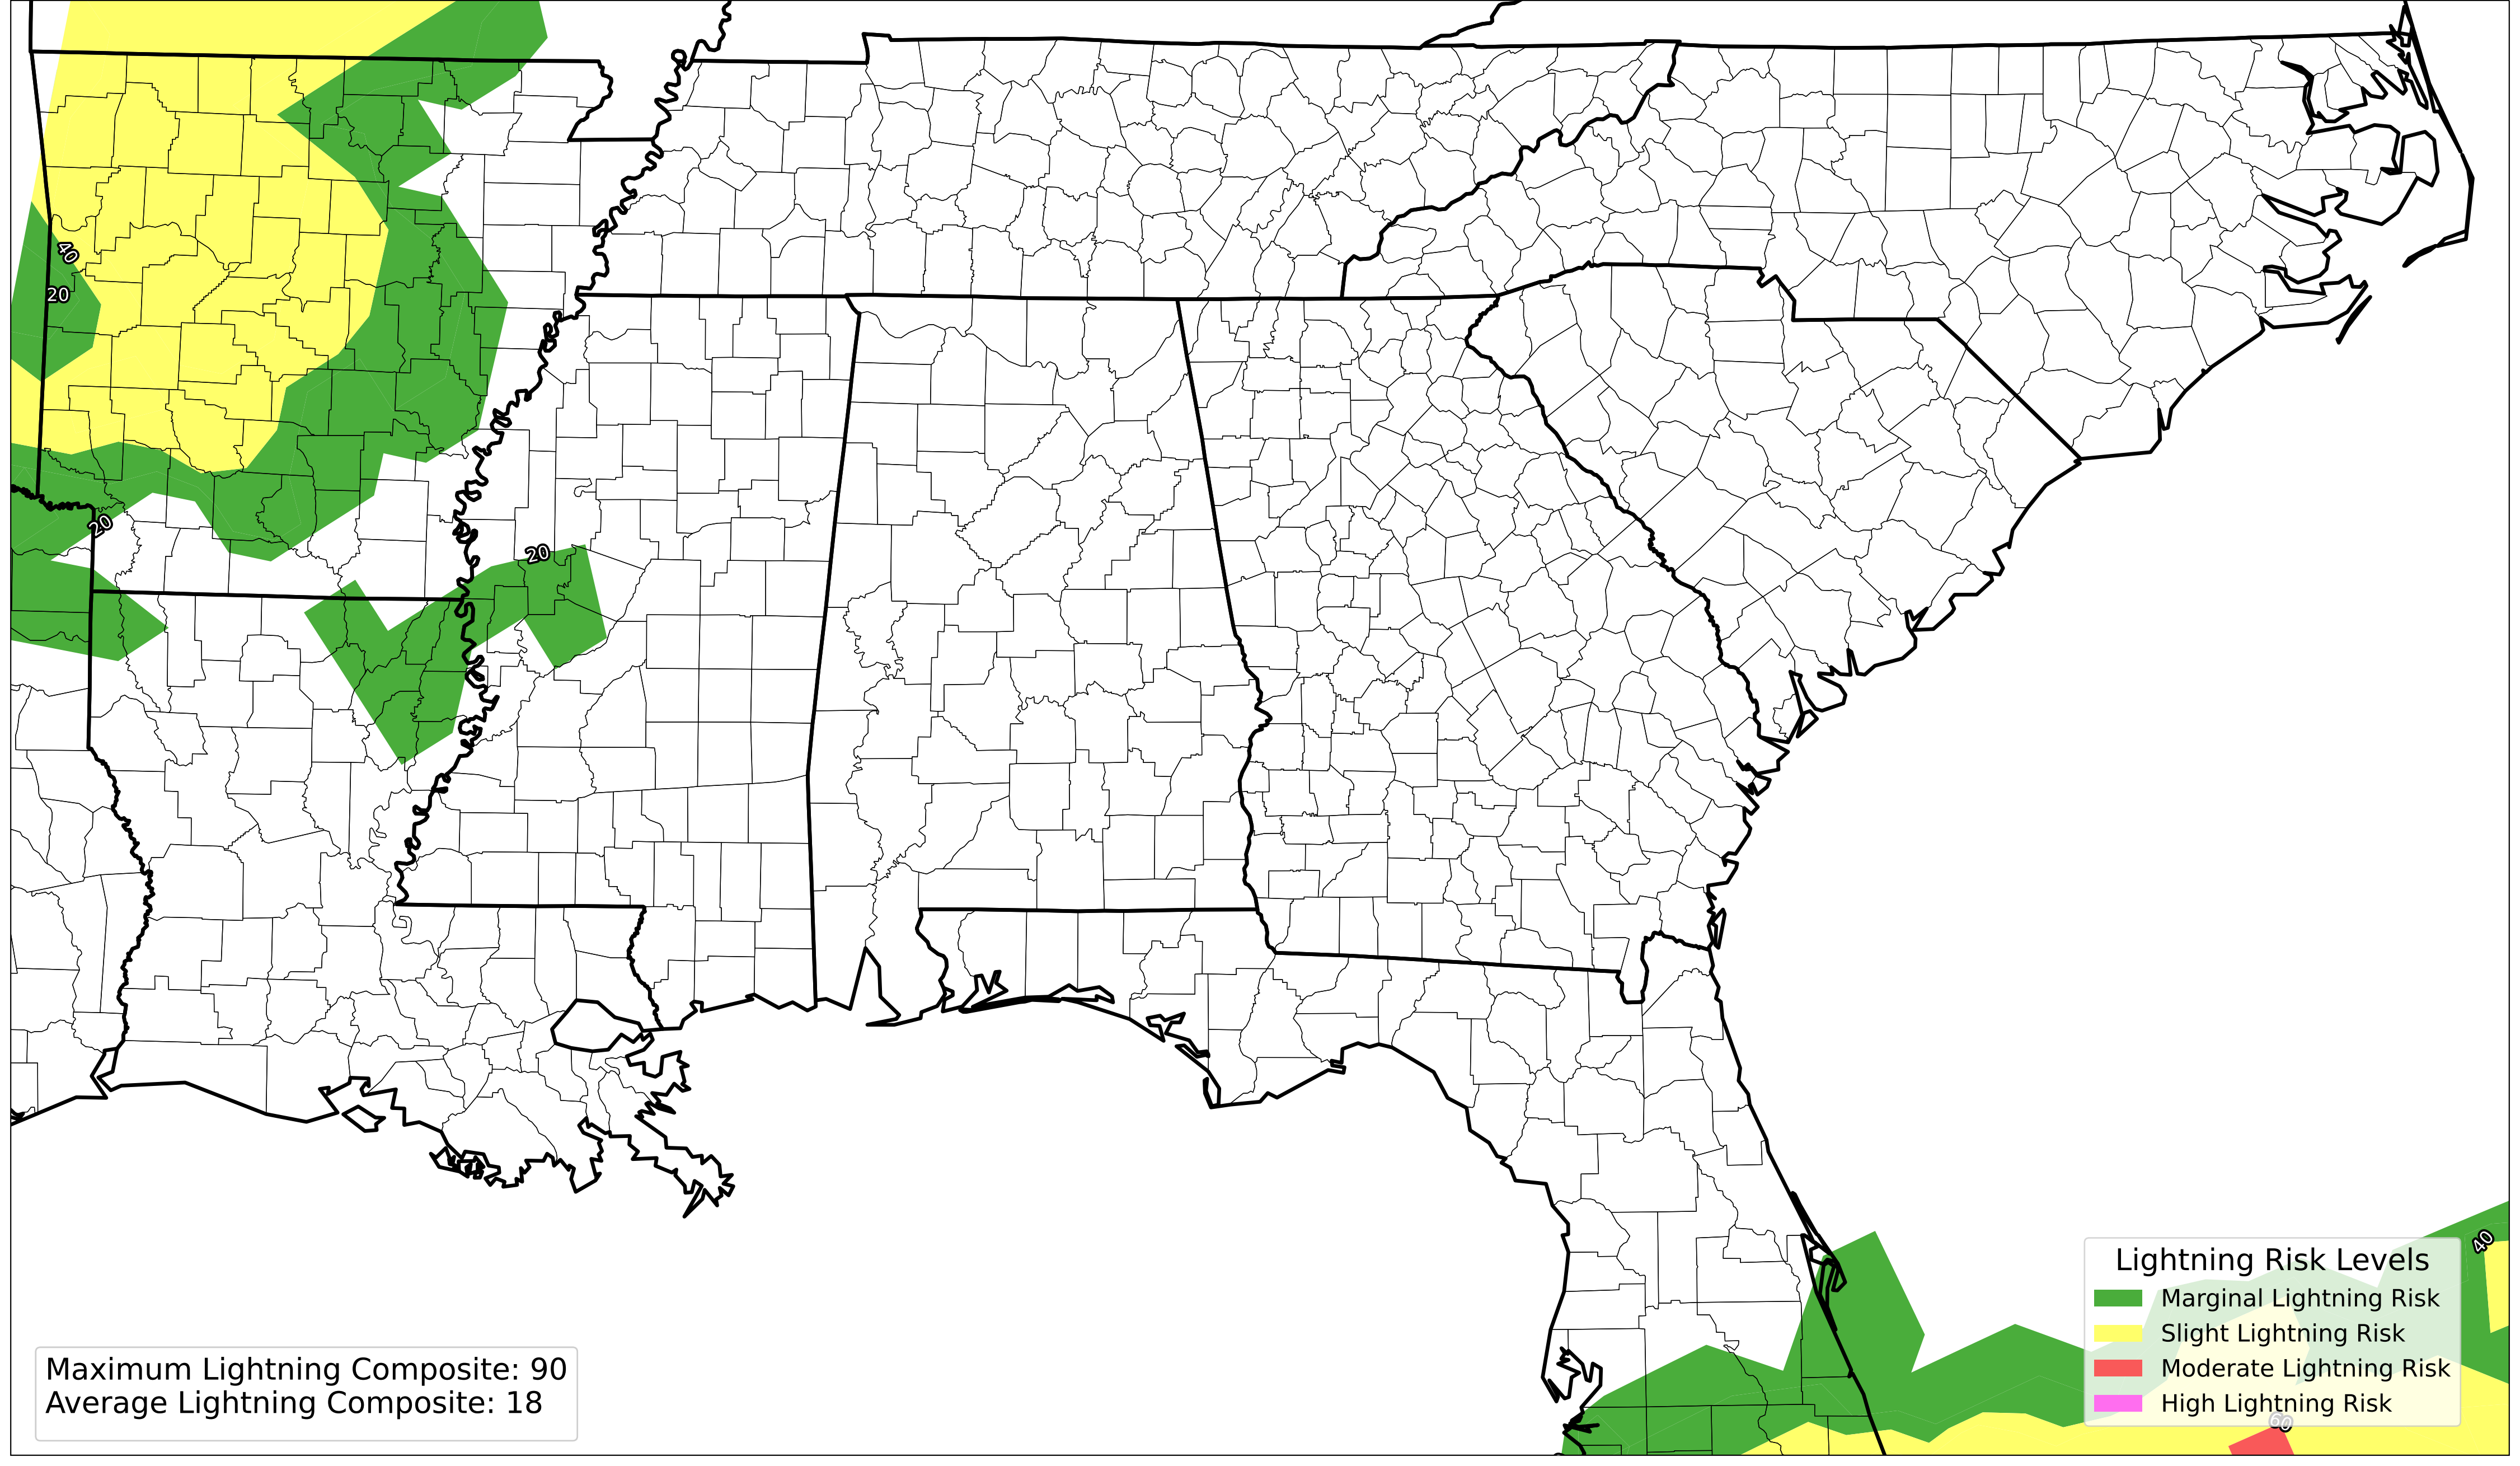 40
20
20
20
40
Lightning Risk Levels
Marginal Lightning Risk
Slight Lightning Risk
Moderate Lightning Risk
High Lightning Risk
60
Maximum Lightning Composite: 90
Average Lightning Composite: 18